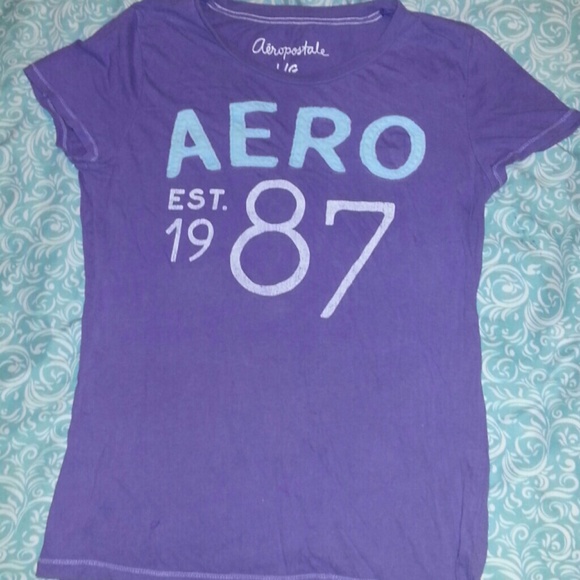 Aéropostale
L/G
AERO
EST.
19 87